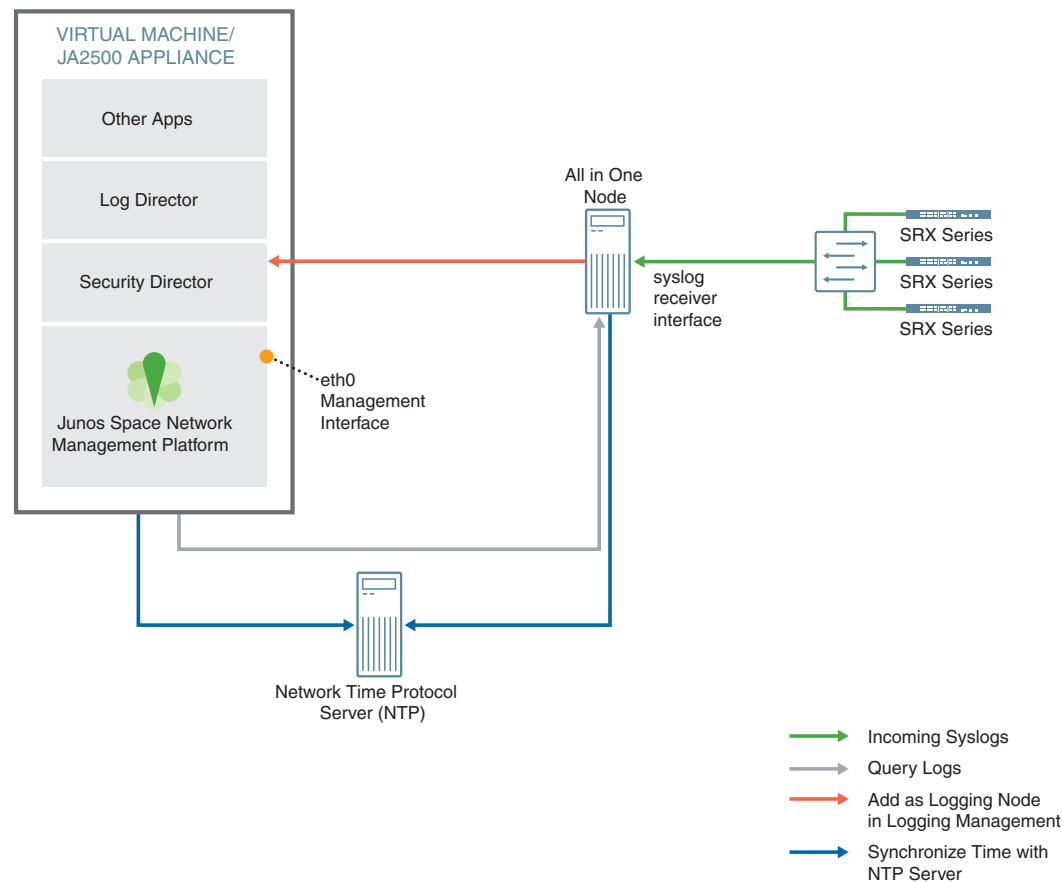 VIRTUAL MACHINE/
JA2500 APPLIANCE
Other Apps
Log Director
Security Director
Junos Space Network
Management Platform
eth0
Management
Interface
All in One
Node
syslog
receiver
interface
SRX Series
SRX Series
SRX Series
Network Time Protocol
Server (NTP)
Incoming Syslogs
Query Logs
Add as Logging Node
in Logging Management
Synchronize Time with
NTP Server